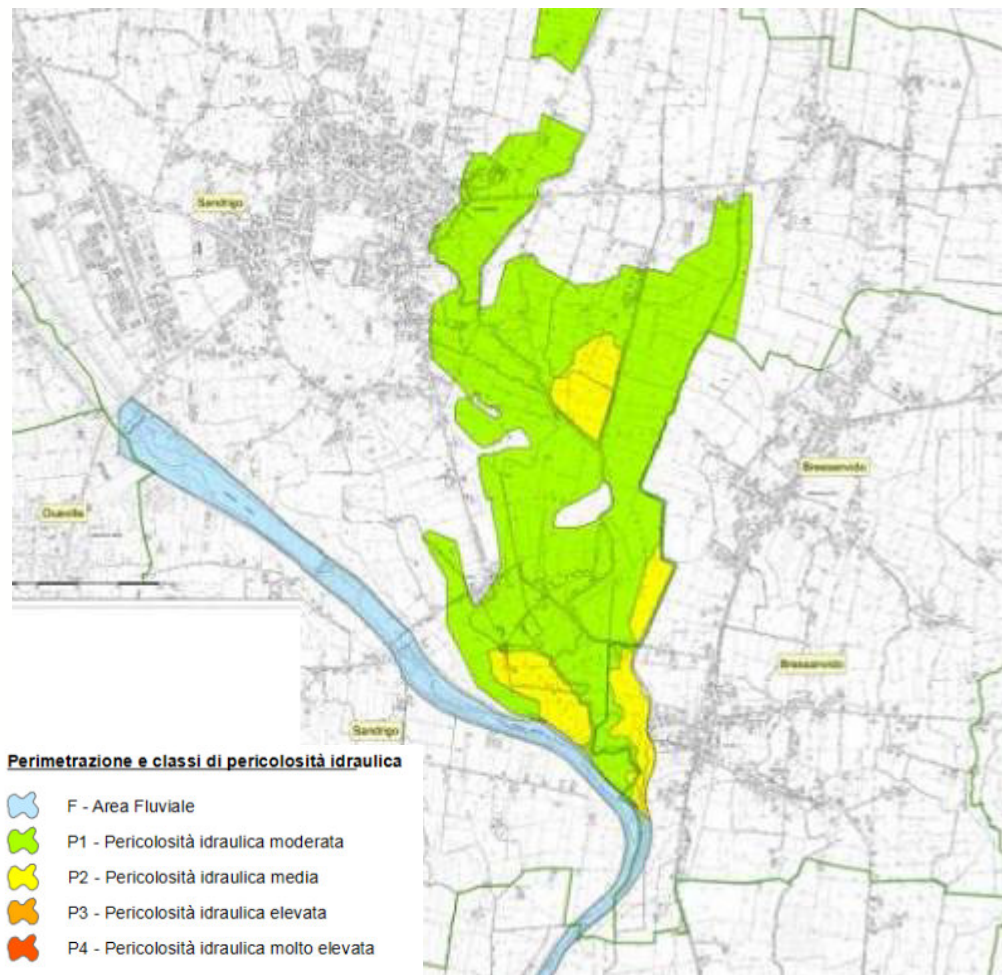 Sandrigo
Bressanvido
Bressanvido
Sandrigo
Perimetrazione e classi di pericolosità idraulica
F - Area Fluviale
P1 - Pericolosità idraulica moderata
P2 - Pericolosità idraulica media
P3 - Pericolosità idraulica elevata
P4 - Pericolosità idraulica molto elevata